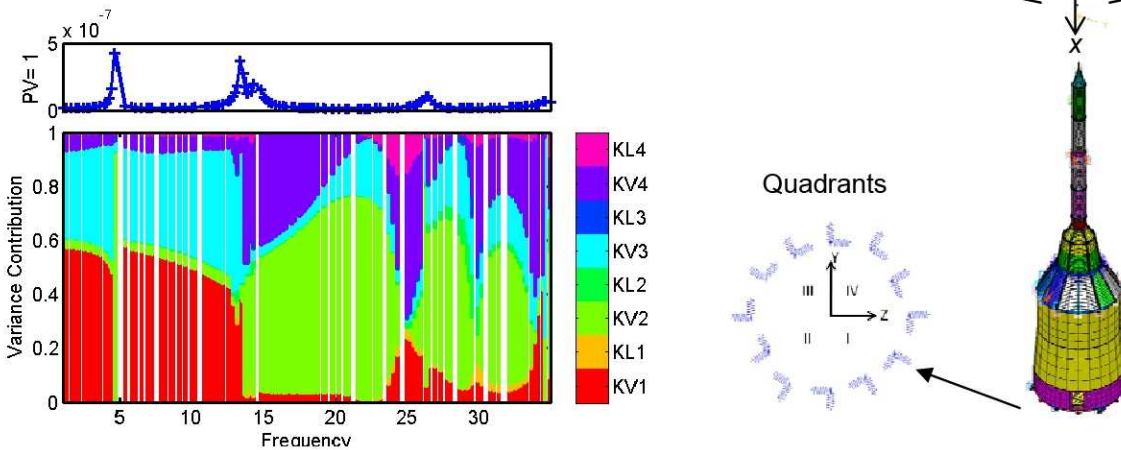 x 10⁻⁷
5
PV= 1
0
1
0.8
0.6
0.4
0.2
0
Variance Contribution
5 10 15 20 25 30
Frequency
KL4
KV4
KL3
KV3
KL2
KV2
KL1
KV1
X
Quadrants
Y
III IV
Z
II I